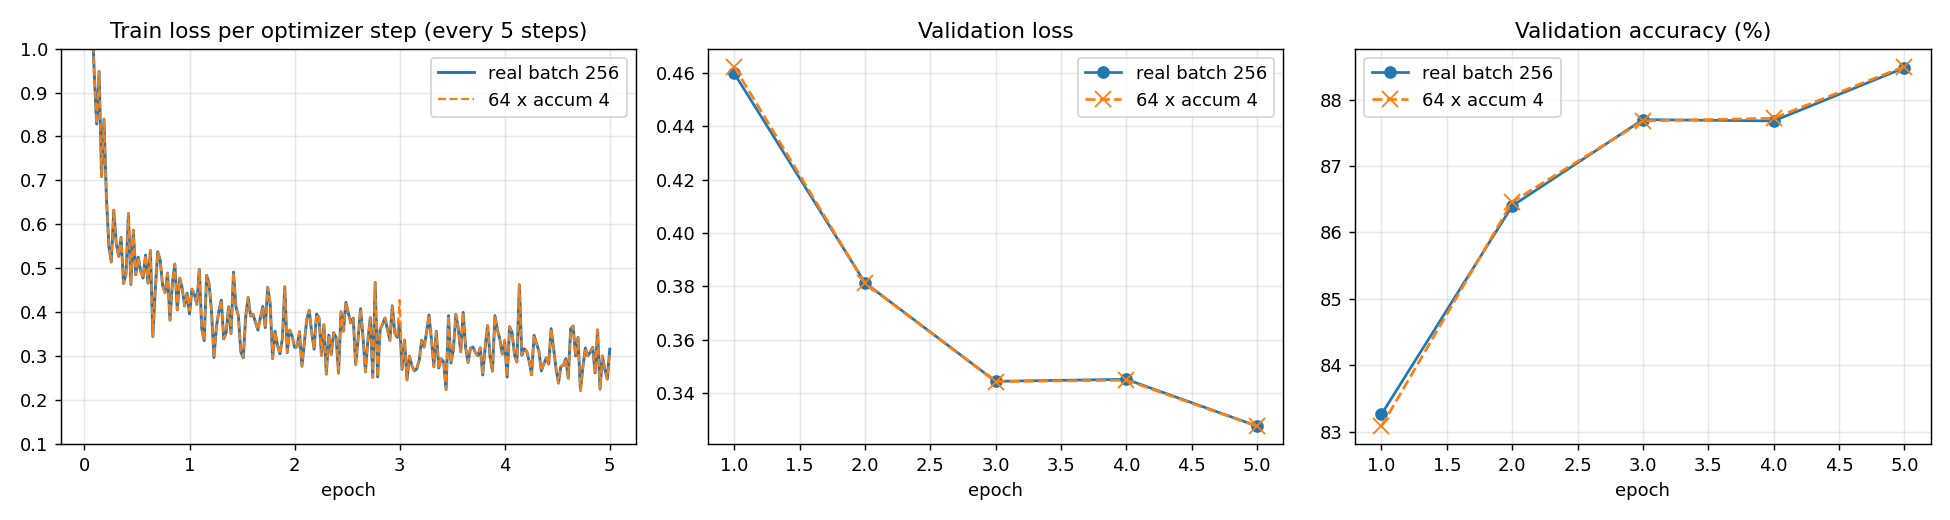 Train loss per optimizer step (every 5 steps)
1.0
0.9
0.8
0.7
0.6
0.5
0.4
0.3
0.2
0.1
real batch 256
64 x accum 4
0 1 2 3 4 5
epoch
Validation loss
0.46
0.44
0.42
0.40
0.38
0.36
0.34
real batch 256
64 x accum 4
1.0 1.5 2.0 2.5 3.0 3.5 4.0 4.5 5.0
epoch
Validation accuracy (%)
88
87
86
85
84
83
real batch 256
64 x accum 4
1.0 1.5 2.0 2.5 3.0 3.5 4.0 4.5 5.0
epoch